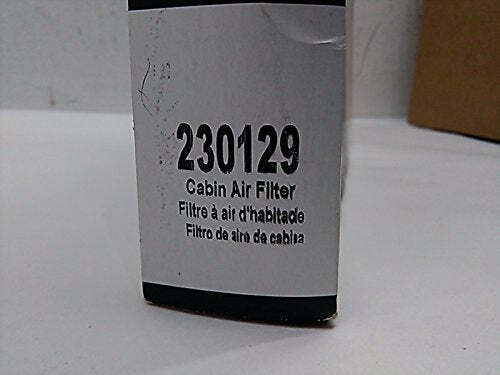 230129
Cabin Air Filter
Filtre à air d'habitacle
Filtro de aire de cabina